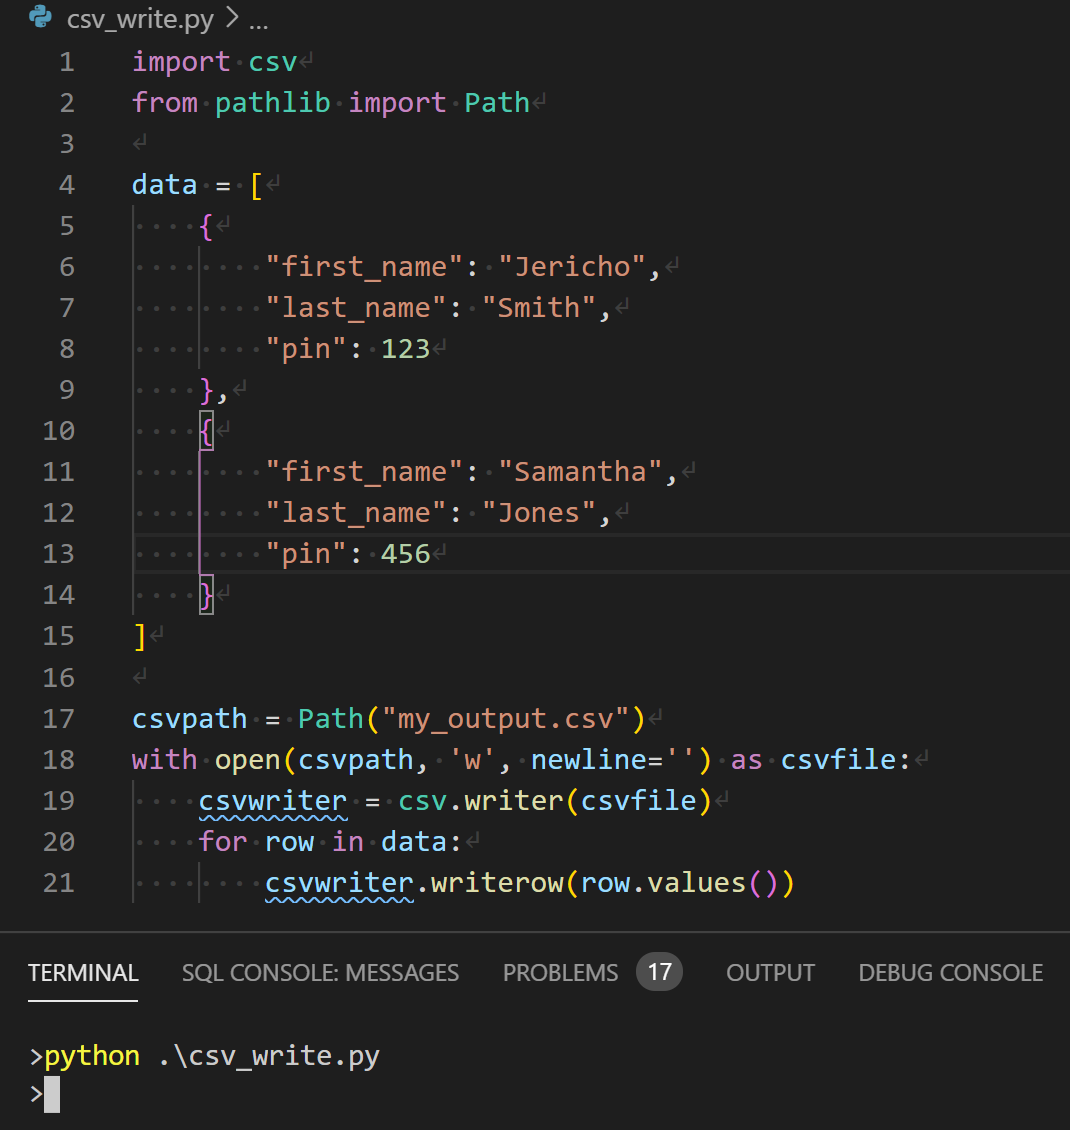 csv_write.py > ...
1 import csv
2 from pathlib import Path
3
4 data = [
5     {
6         "first_name": "Jericho",
7         "last_name": "Smith",
8         "pin": 123
9     },
10     {
11         "first_name": "Samantha",
12         "last_name": "Jones",
13         "pin": 456
14     }
15 ]
16
17 csvpath = Path("my_output.csv")
18 with open(csvpath, 'w', newline='') as csvfile:
19     csvwriter = csv.writer(csvfile)
20     for row in data:
21         csvwriter.writerow(row.values())
TERMINAL SQL CONSOLE: MESSAGES PROBLEMS 17 OUTPUT DEBUG CONSOLE
>python .\csv_write.py
>